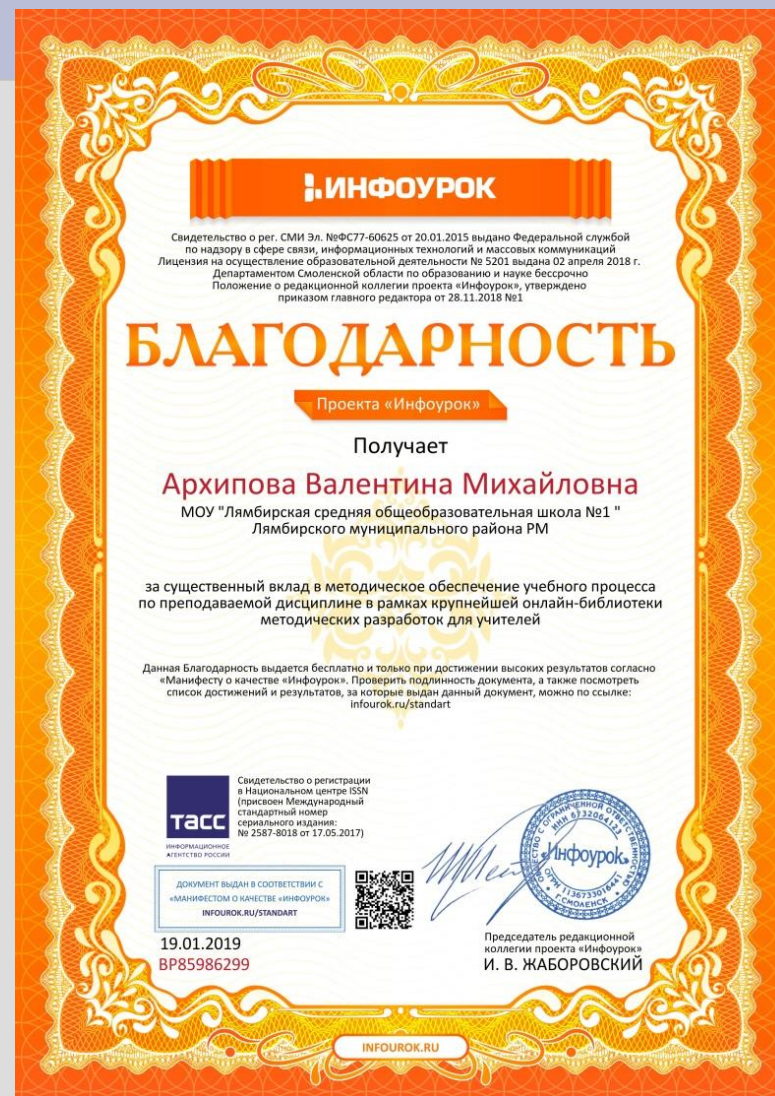 ИНФОУРОК
Свидетельство о рег. СМИ Эл. №ФС77-60625 от 20.01.2015 выдано Федеральной службой
по надзору в сфере связи, информационных технологий и массовых коммуникаций
Лицензия на осуществление образовательной деятельности № 5201 выдана 02 апреля 2018 г.
Департаментом Смоленской области по образованию и науке бессрочно
Положение о редакционной коллегии проекта «Инфоурок», утверждено
приказом главного редактора от 28.11.2018 №1
БЛАГОДАРНОСТЬ
Проекта «Инфоурок»
Получает
Архипова Валентина Михайловна
МОУ "Лямбирская средняя общеобразовательная школа №1 "
Лямбирского муниципального района РМ
за существенный вклад в методическое обеспечение учебного процесса
по преподаваемой дисциплине в рамках крупнейшей онлайн-библиотеки
методических разработок для учителей
Данная Благодарность выдается бесплатно и только при достижении высоких результатов согласно
«Манифесту о качестве «Инфоурок». Проверить подлинность документа, а также посмотреть
список достижений и результатов, за которые выдан данный документ, можно по ссылке:
infourok.ru/standart
тасс
ИНФОРМАЦИОННОЕ
АГЕНТСТВО РОССИИ
Свидетельство о регистрации
в Национальном центре ISSN
(присвоен Международный
стандартный номер
сериального издания:
№ 2587-8018 от 17.05.2017)
ДОКУМЕНТ ВЫДАН В СООТВЕТСТВИИ С
«МАНИФЕСТОМ О КАЧЕСТВЕ «ИНФОУРОК»
INFOUROK.RU/STANDART
19.01.2019
ВР85986299
ОБЩЕСТВО С ОГРАНИЧЕННОЙ ОТВЕТСТВЕННОСТЬЮ
ИНН 6732064123
«Инфоурок»
ОГРН 1136733016441
Г.СМОЛЕНСК
Председатель редакционной
коллегии проекта «Инфоурок»
И. В. ЖАБОРОВСКИЙ
INFOUROK.RU